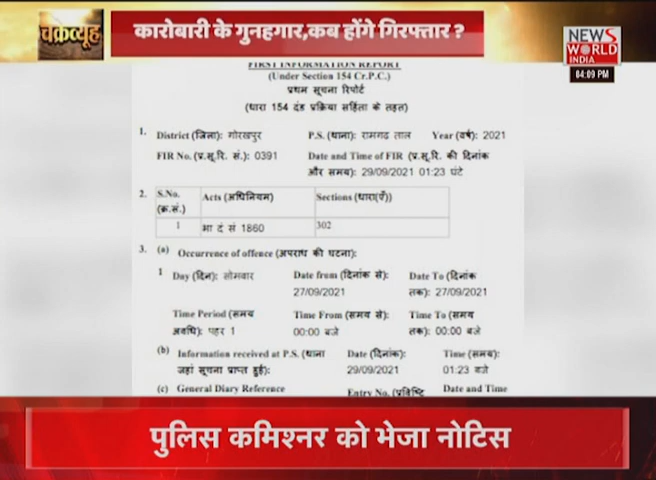 चक्रव्यूह
कारोबारी के गुनहगार,कब होंगे गिरफ्तार ?
NEWS
WORLD
INDIA
04:09 PM
FIRST INFORMATION REPORT
(Under Section 154 Cr.P.C.)
प्रथम सूचना रिपोर्ट
(धारा 154 दंड प्रक्रिया संहिता के तहत)
1. District (जिला): गोरखपुर P.S. (थाना): रामगढ़ ताल Year (वर्ष): 2021
FIR No. (प्र.सू.रि. सं.): 0391 Date and Time of FIR (प्र.सू.रि. की दिनांक
और समय): 29/09/2021 01:23 घंटे
2. S.No. Acts (अधिनियम) Sections (धारा(एँ))
(क्र.सं.)
1 भा दं सं 1860 302
3. (a) Occurrence of offence (अपराध की घटना):
1 Day (दिन): सोमवार Date from (दिनांक से): Date To (दिनांक
27/09/2021 तक): 27/09/2021
Time Period (समय Time From (समय से): Time To (समय
अवधि): पहर 1 00:00 बजे तक): 00:00 बजे
(b) Information received at P.S. (थाना Date (दिनांक): Time (समय):
जहां सूचना प्राप्त हुई): 29/09/2021 01:23 बजे
(c) General Diary Reference Entry No. (प्रविष्टि Date and Time
पुलिस कमिश्नर को भेजा नोटिस